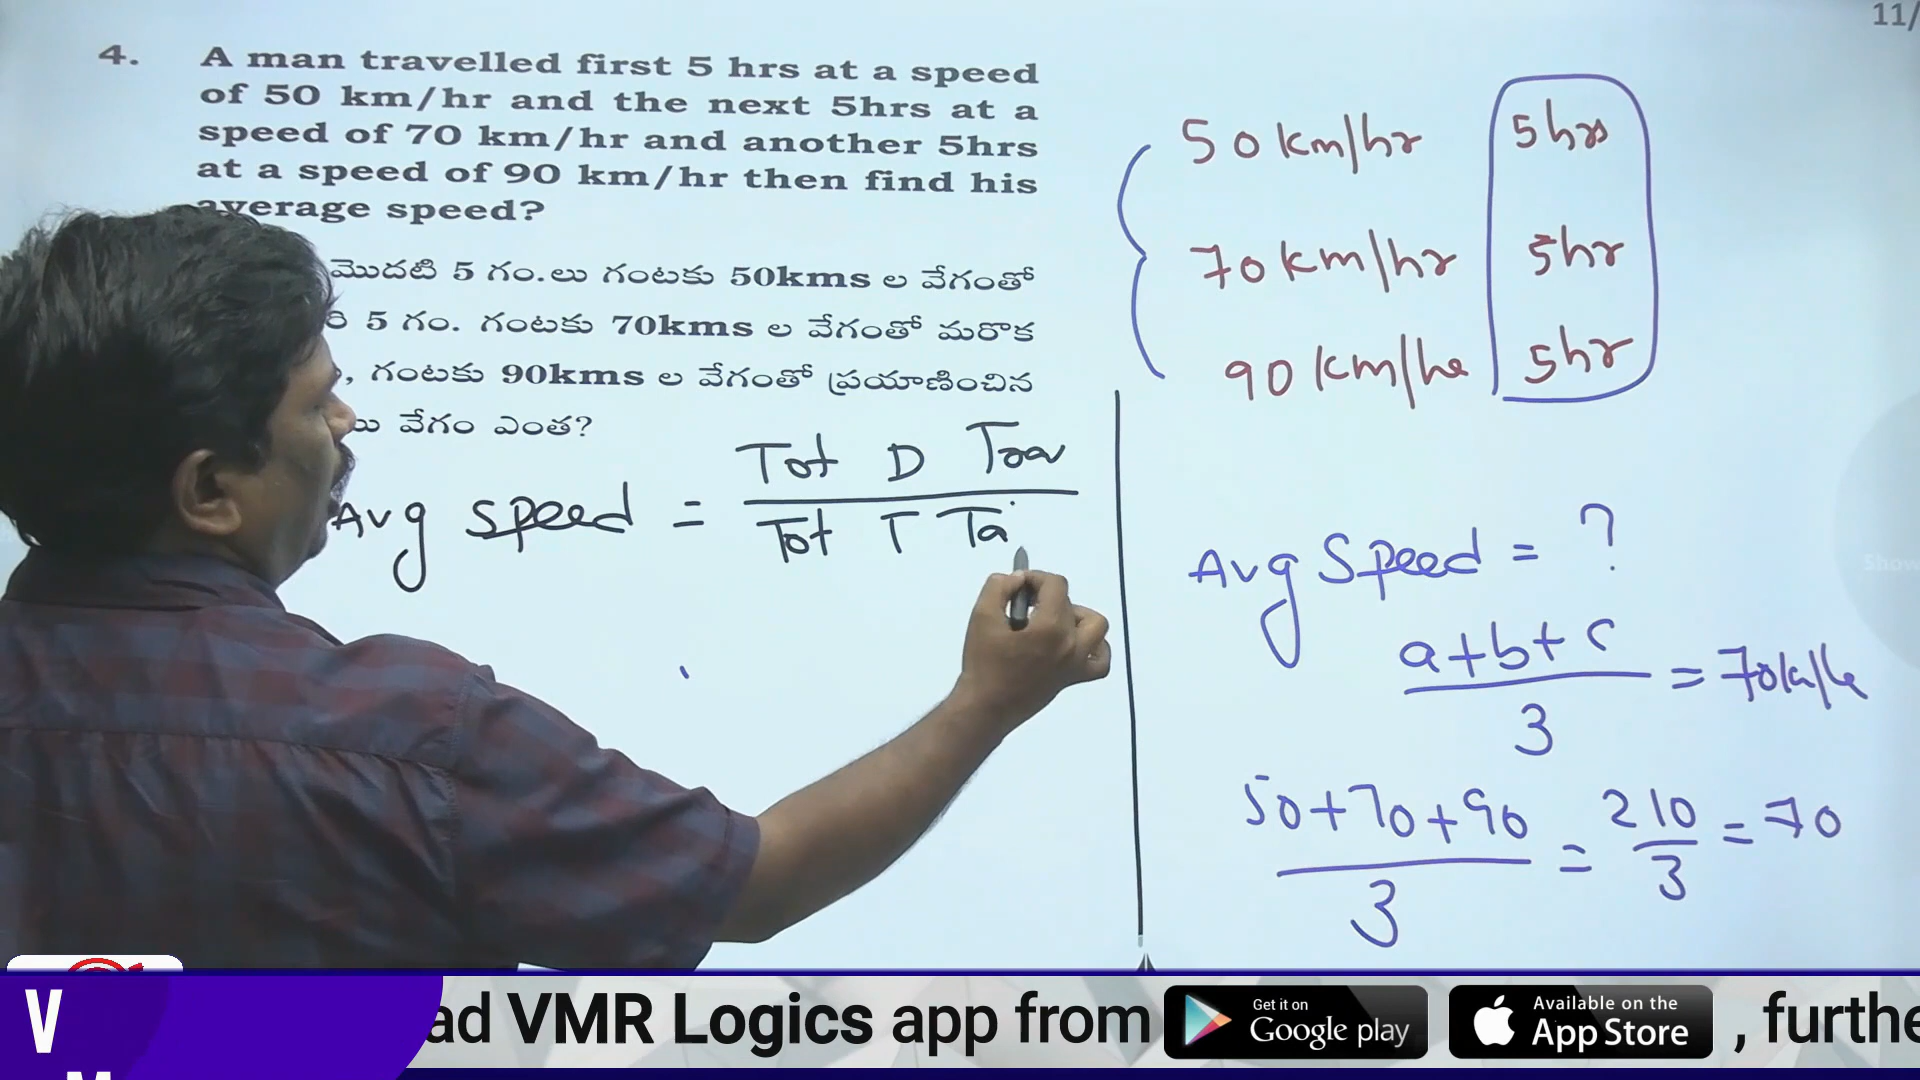 11/
4. A man travelled first 5 hrs at a speed
of 50 km/hr and the next 5hrs at a
speed of 70 km/hr and another 5hrs
at a speed of 90 km/hr then find his
average speed?
మొదటి 5 గం.లు గంటకు 50kms ల వేగంతో
5 గం. గంటకు 70kms ల వేగంతో మరొక
, గంటకు 90kms ల వేగంతో ప్రయాణించిన
వేగం ఎంత?
Avg speed = Tot D Trav
Tot T Ta
50 km/hr 5hrs
70 km/hr 5hr
90 km/hr 5hr
Avg Speed = ?
a+b+c = 70
3
50+70+90 = 210 = 70
3 3
Show
V
M
ad VMR Logics app from GET IT ON Google play Available on the App Store , furthe